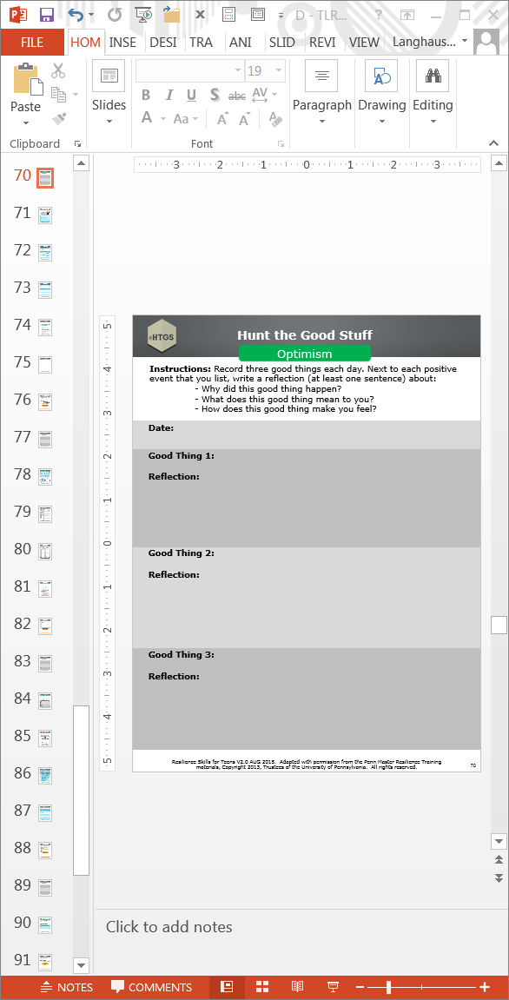 D - TLR...
?
FILE
HOM
INSE
DESI
TRA
ANI
SLID
REVI
VIEW
Langhaus...
Paste
Slides
19
B I U S abc AV
A Aa A A
Paragraph
Drawing
Editing
Clipboard
Font
3 2 1 0 1 2 3
70
71
72
73
74
75
76
77
78
79
80
81
82
83
84
85
86
87
88
89
90
91
5
4
3
2
1
0
1
2
3
4
5
#HTGS
Hunt the Good Stuff
Optimism
Instructions: Record three good things each day. Next to each positive
event that you list, write a reflection (at least one sentence) about:
- Why did this good thing happen?
- What does this good thing mean to you?
- How does this good thing make you feel?
Date:
Good Thing 1:
Reflection:
Good Thing 2:
Reflection:
Good Thing 3:
Reflection:
Resilience Skills for Teens V2.0 AUG 2015. Adapted with permission from the Penn Master Resilience Training
materials, Copyright 2013, Trustees of the University of Pennsylvania. All rights reserved.
70
Click to add notes
NOTES
COMMENTS